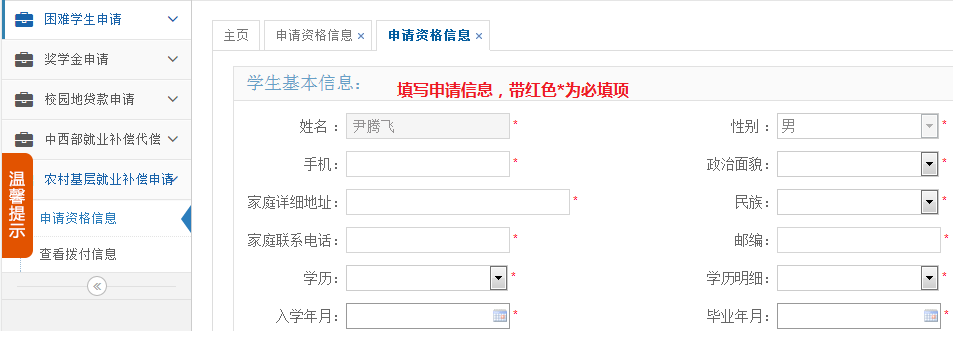 困难学生申请
奖学金申请
校园地贷款申请
中西部就业补偿代偿
农村基层就业补偿申请
申请资格信息
查看拨付信息
温馨提示
主页 申请资格信息× 申请资格信息×
学生基本信息：
填写申请信息，带红色*为必填项
姓名： 尹腾飞 * 性别： 男 *
手机： * 政治面貌： *
家庭详细地址： * 民族： *
家庭联系电话： * 邮编： *
学历： * 学历明细： *
入学年月： * 毕业年月： *